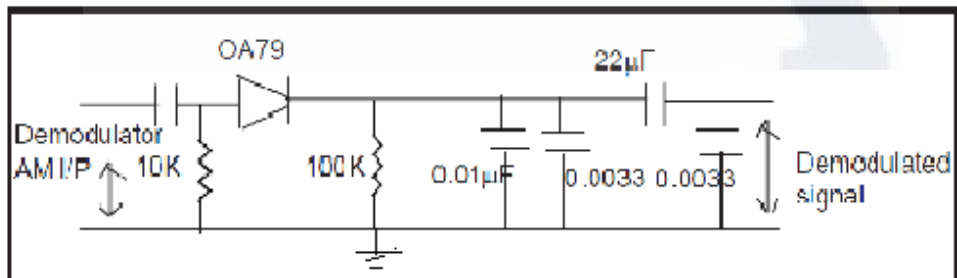 OA79
22μF
Demodulator
AM I/P
10K
100K
0.01μF
0.0033
0.0033
Demodulated
signal